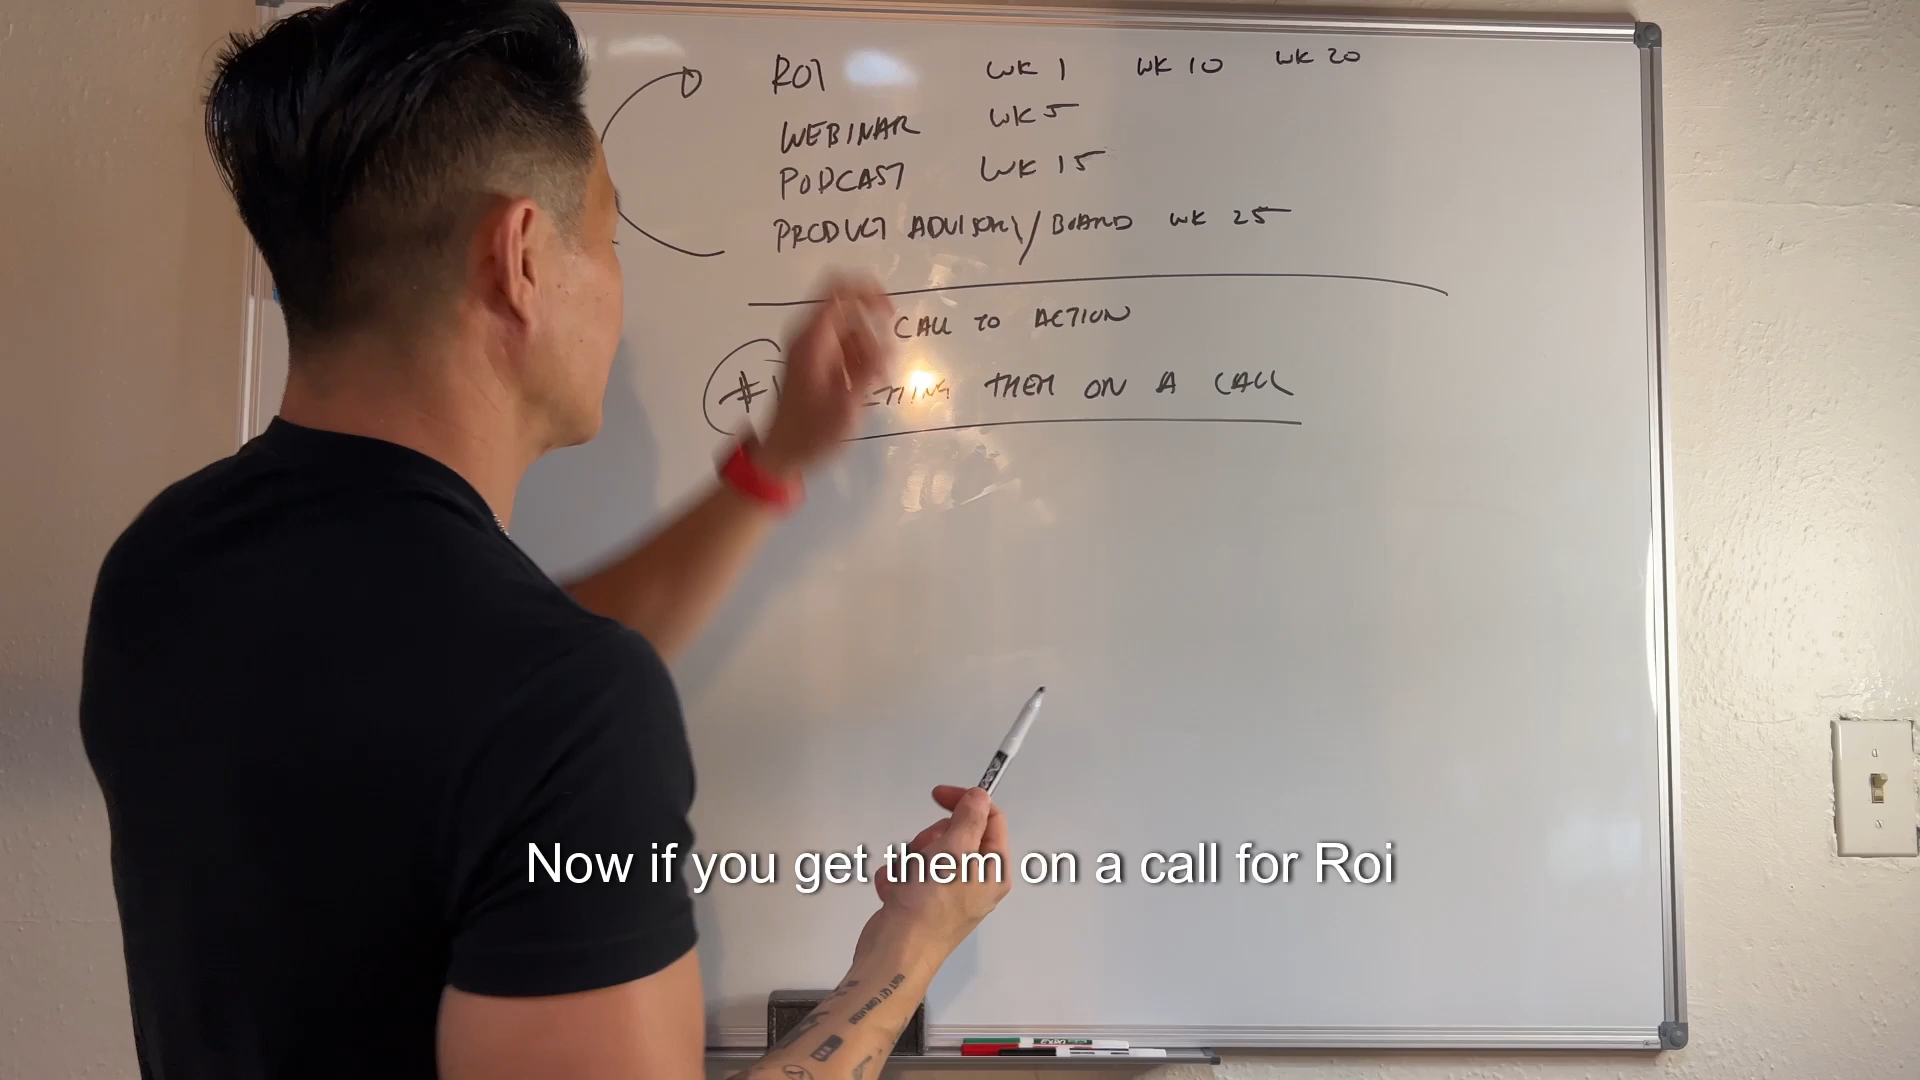 ROI WK 1 WK 10 WK 20
WEBINAR WK 5
PODCAST WK 15
PRODUCT ADVISORY/BOARD WK 25
CALL TO ACTION
#1 THEM ON A CALL
Now if you get them on a call for Roi